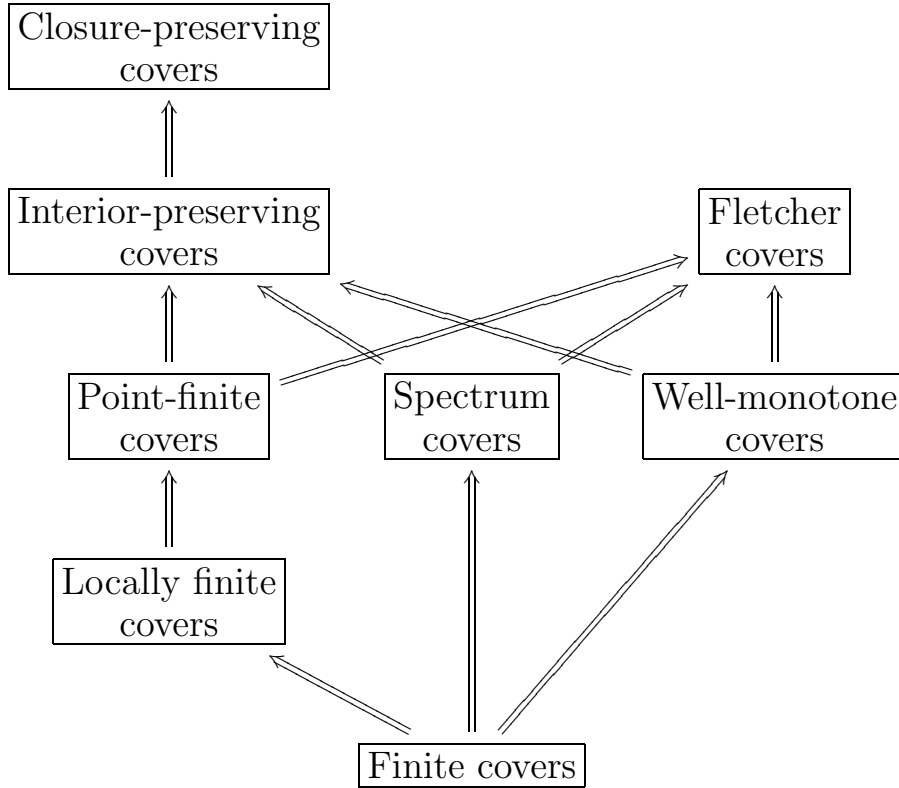 Closure-preserving
covers
Interior-preserving
covers
Fletcher
covers
Point-finite
covers
Spectrum
covers
Well-monotone
covers
Locally finite
covers
Finite covers